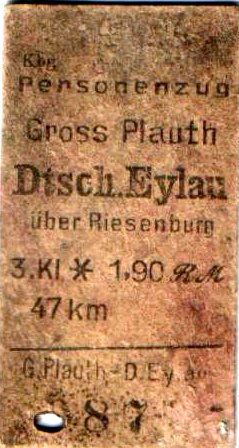 Kbg
Personenzug
Gross Plauth
Dtsch.Eylau
über Riesenburg
3.Kl * 1,90 RM
47 km
G.Plauth-D.Eylau
87